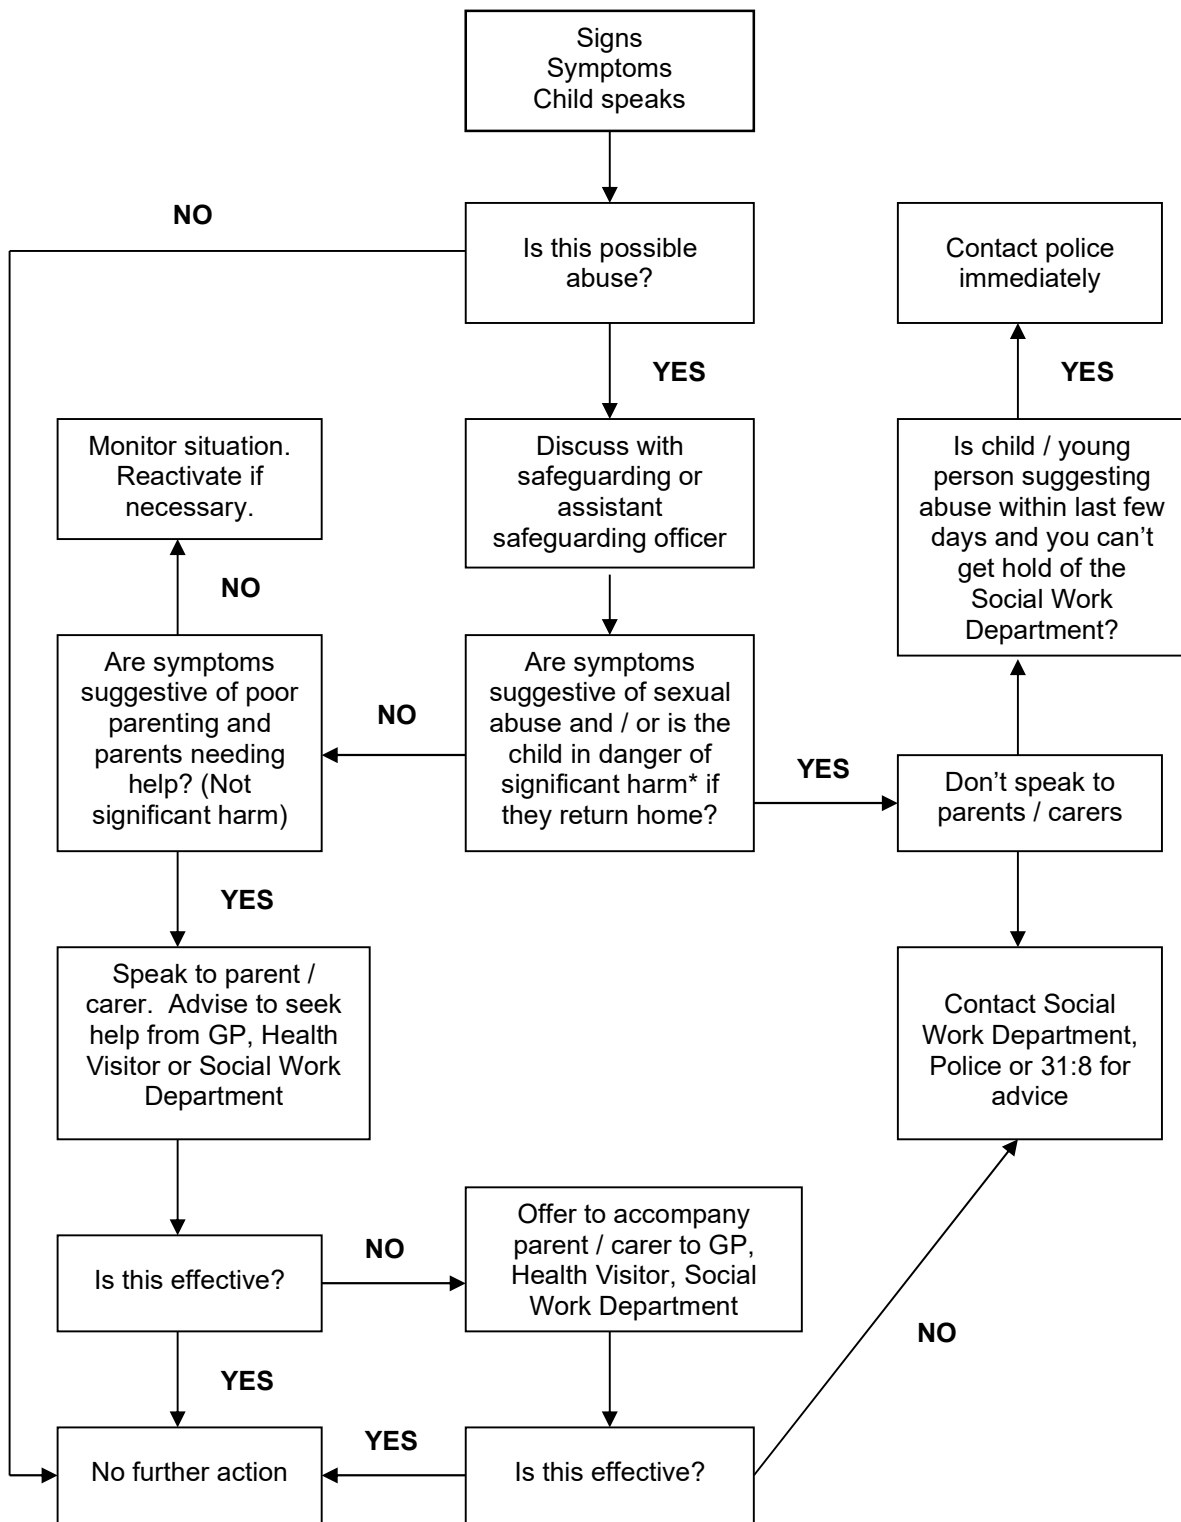 Signs
Symptoms
Child speaks
NO
Is this possible
abuse?
Contact police
immediately
YES
YES
Monitor situation.
Reactivate if
necessary.
Discuss with
safeguarding or
assistant
safeguarding officer
Is child / young
person suggesting
abuse within last few
days and you can’t
get hold of the
Social Work
Department?
NO
Are symptoms
suggestive of poor
parenting and
parents needing
help? (Not
significant harm)
NO
Are symptoms
suggestive of sexual
abuse and / or is the
child in danger of
significant harm* if
they return home?
YES
Don’t speak to
parents / carers
YES
Speak to parent /
carer.  Advise to seek
help from GP, Health
Visitor or Social Work
Department
Contact Social
Work Department,
Police or 31:8 for
advice
Is this effective?
NO
Offer to accompany
parent / carer to GP,
Health Visitor, Social
Work Department
NO
YES
No further action
YES
Is this effective?